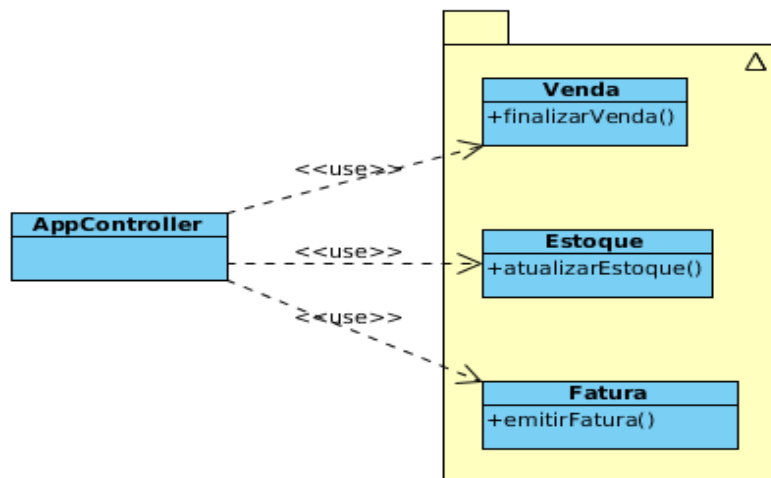 Venda
+finalizarVenda()
<<use>>
AppController
Estoque
<<use>>
+atualizarEstoque()
<<use>>
Fatura
+emitirFatura()